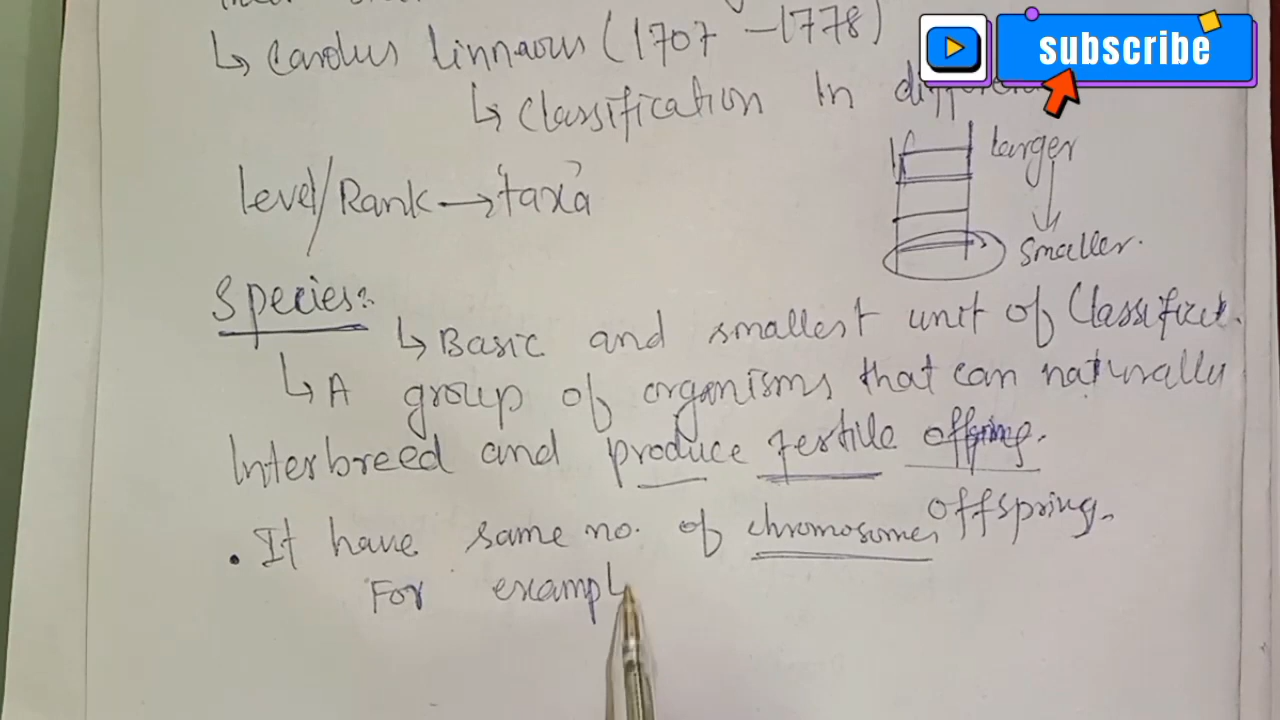 subscribe
↳ Carolus linnaous (1707 - 1778)
↳ Classification In
Level/Rank → 'taxa'
Larger
Smaller.
Species:
↳ Basic and smallest unit of Classificat.
↳ A group of organisms that can naturally
Interbreed and produce fertile offspring.
offspring.
• It have same no. of chromosomes
For exampl